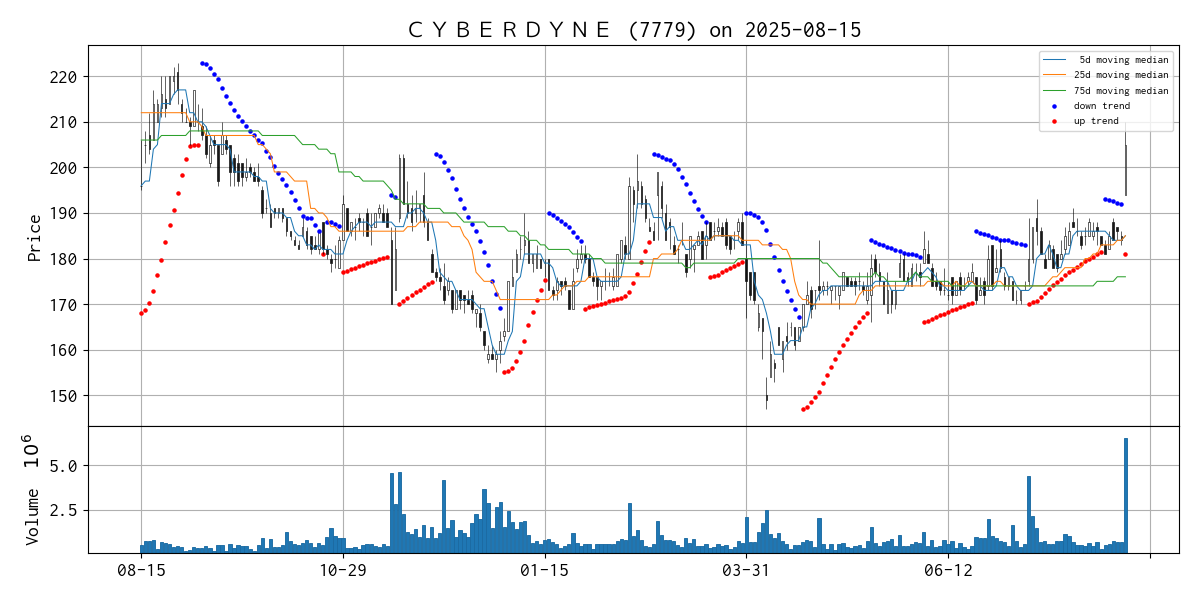 ＣＹＢＥＲＤＹＮＥ (7779) on 2025-08-15
5d moving median
25d moving median
75d moving median
down trend
up trend
Price
220
210
200
190
180
170
160
150
Volume 10^6
5.0
2.5
08-15
10-29
01-15
03-31
06-12